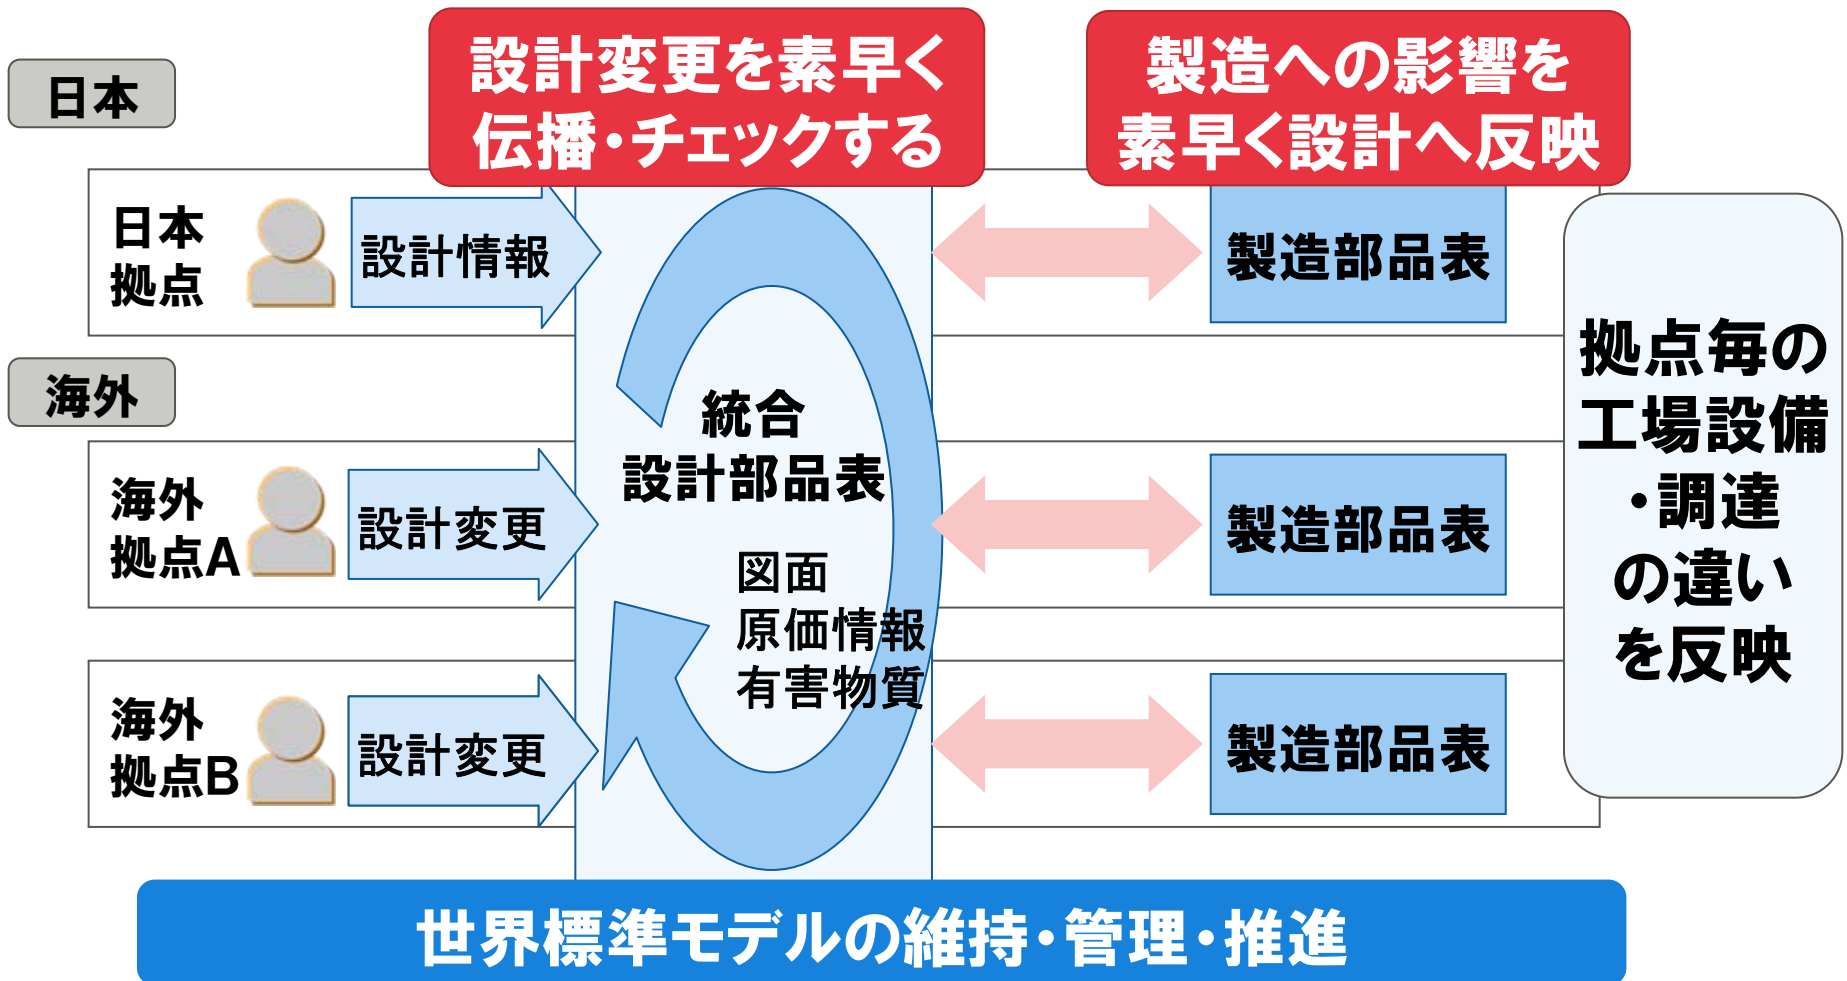 設計変更を素早く
伝播・チェックする
製造への影響を
素早く設計へ反映
日本
日本
拠点
設計情報
製造部品表
海外
海外
拠点A
設計変更
統合
設計部品表
図面
原価情報
有害物質
製造部品表
海外
拠点B
設計変更
製造部品表
拠点毎の
工場設備
・調達
の違い
を反映
世界標準モデルの維持・管理・推進